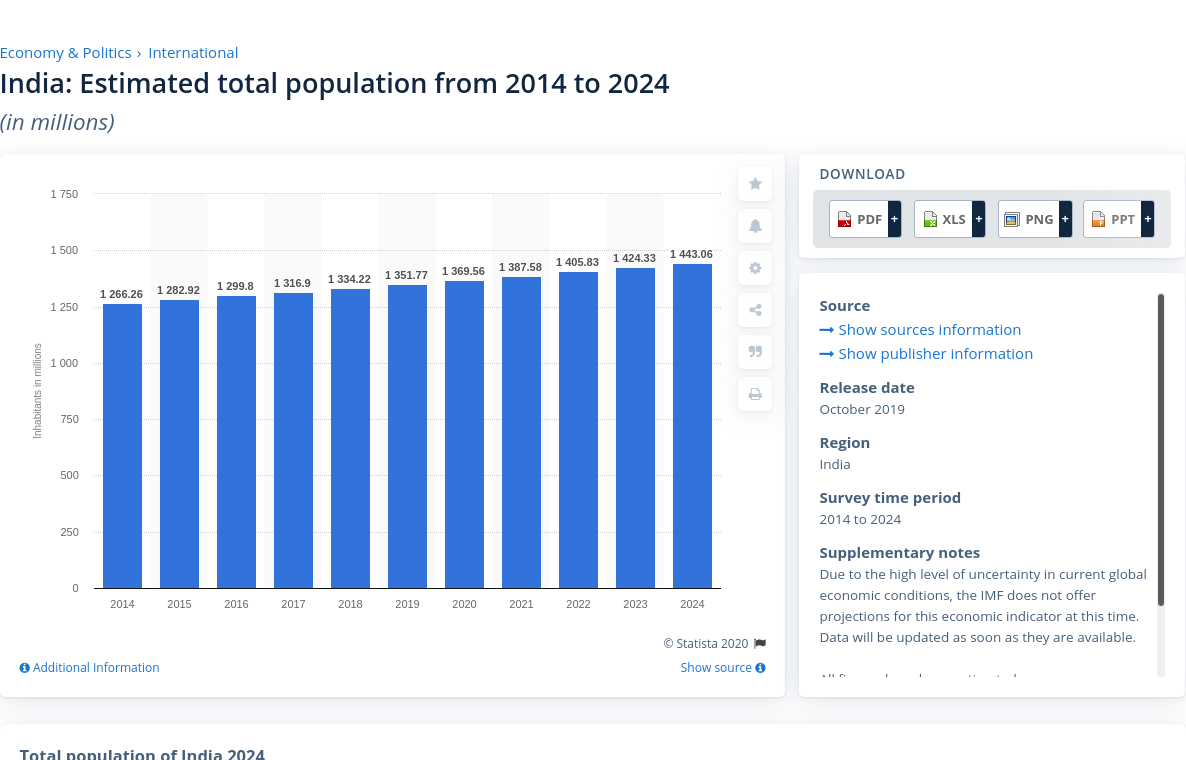 Economy & Politics › International
India: Estimated total population from 2014 to 2024
(in millions)
1 750
1 500
1 250
1 000
750
500
250
0
Inhabitants in millions
1 266.26
1 282.92
1 299.8
1 316.9
1 334.22
1 351.77
1 369.56
1 387.58
1 405.83
1 424.33
1 443.06
2014 2015 2016 2017 2018 2019 2020 2021 2022 2023 2024
© Statista 2020
Additional Information
Show source
DOWNLOAD
PDF + XLS + PNG + PPT +
Source
Show sources information
Show publisher information
Release date
October 2019
Region
India
Survey time period
2014 to 2024
Supplementary notes
Due to the high level of uncertainty in current global
economic conditions, the IMF does not offer
projections for this economic indicator at this time.
Data will be updated as soon as they are available.
Total population of India 2024